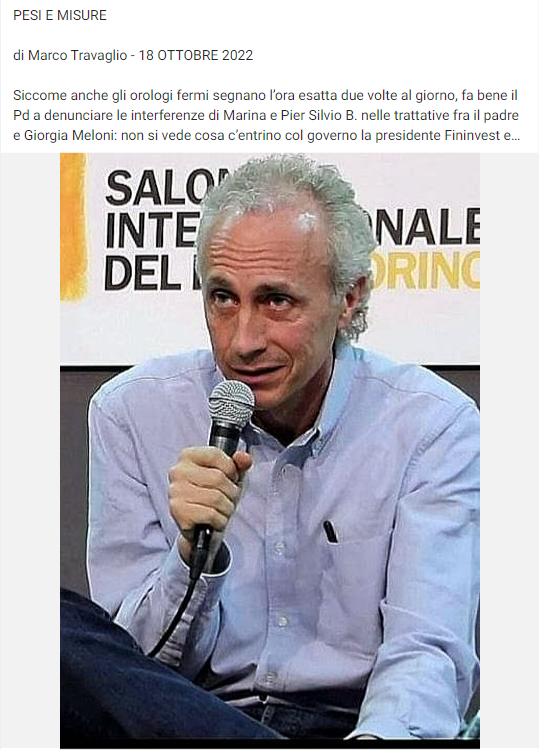 PESI E MISURE
di Marco Travaglio - 18 OTTOBRE 2022
Siccome anche gli orologi fermi segnano l’ora esatta due volte al giorno, fa bene il
Pd a denunciare le interferenze di Marina e Pier Silvio B. nelle trattative fra il padre
e Giorgia Meloni: non si vede cosa c’entrino col governo la presidente Fininvest e…
SALO
INTE NALE
DEL ORINO